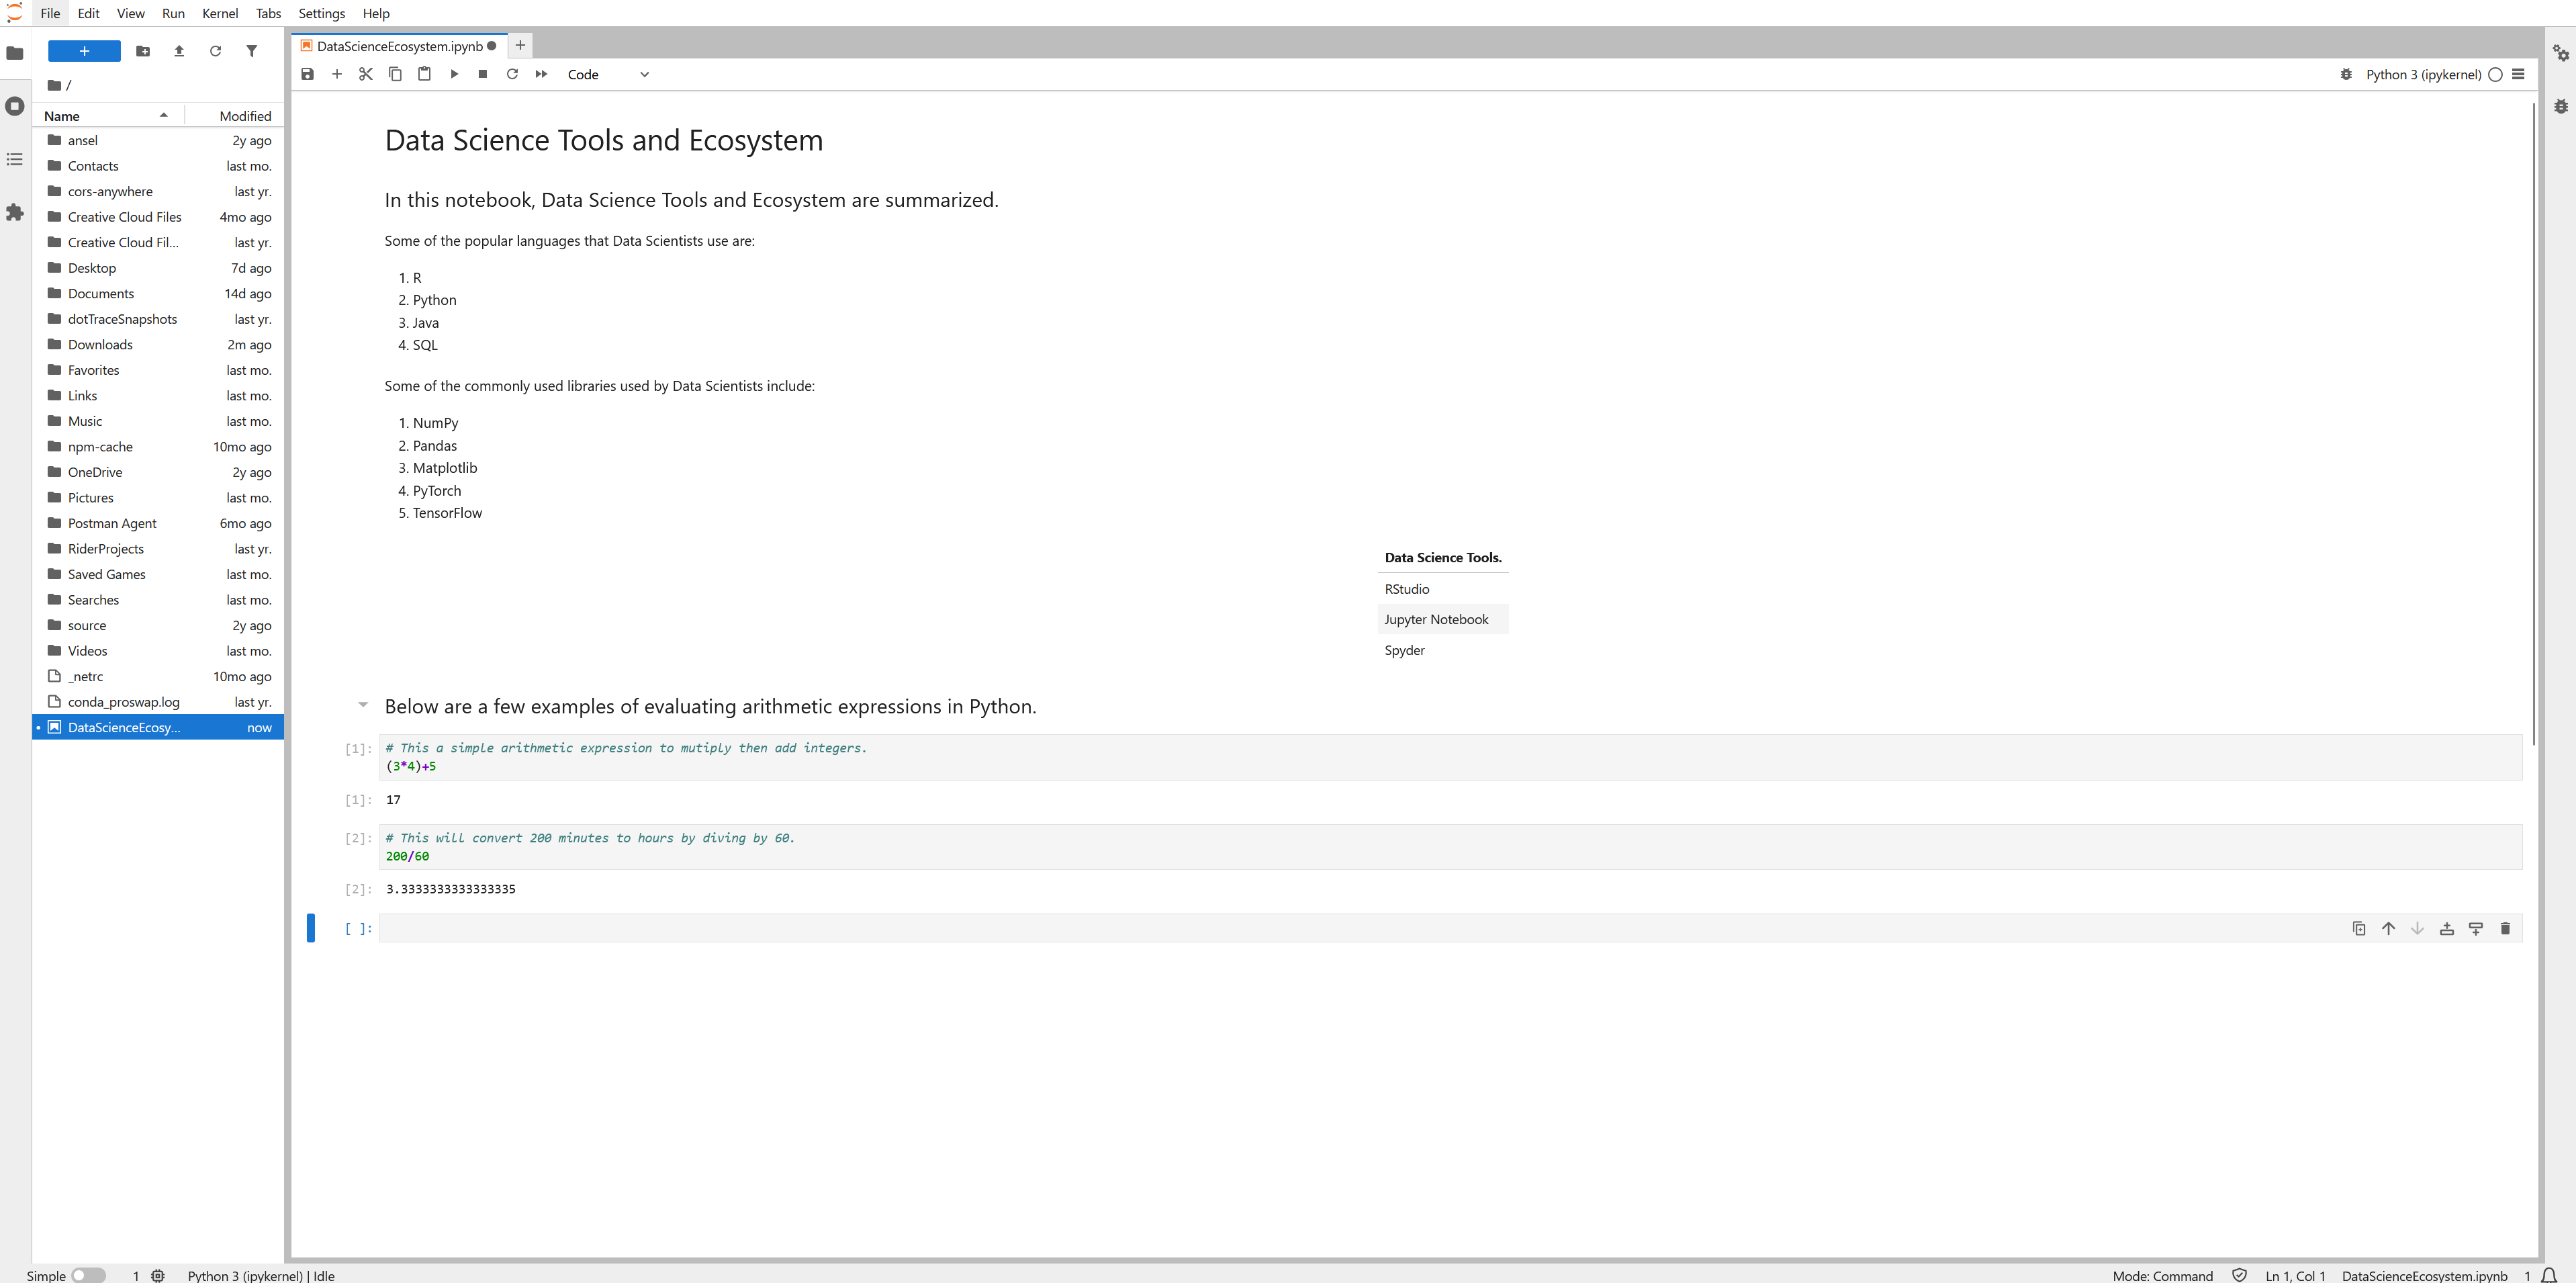 File Edit View Run Kernel Tabs Settings Help
/
Name Modified
ansel 2y ago
Contacts last mo.
cors-anywhere last yr.
Creative Cloud Files 4mo ago
Creative Cloud Fil... last yr.
Desktop 7d ago
Documents 14d ago
dotTraceSnapshots last yr.
Downloads 2m ago
Favorites last mo.
Links last mo.
Music last mo.
npm-cache 10mo ago
OneDrive 2y ago
Pictures last mo.
Postman Agent 6mo ago
RiderProjects last yr.
Saved Games last mo.
Searches last mo.
source 2y ago
Videos last mo.
_netrc 10mo ago
conda_proswap.log last yr.
DataScienceEcosy... now
DataScienceEcosystem.ipynb
Code
Python 3 (ipykernel)
Data Science Tools and Ecosystem
In this notebook, Data Science Tools and Ecosystem are summarized.
Some of the popular languages that Data Scientists use are:
1. R
2. Python
3. Java
4. SQL
Some of the commonly used libraries used by Data Scientists include:
1. NumPy
2. Pandas
3. Matplotlib
4. PyTorch
5. TensorFlow
Data Science Tools.
RStudio
Jupyter Notebook
Spyder
Below are a few examples of evaluating arithmetic expressions in Python.
[1]: # This a simple arithmetic expression to mutiply then add integers.
(3*4)+5
[1]: 17
[2]: # This will convert 200 minutes to hours by diving by 60.
200/60
[2]: 3.3333333333333335
[ ]:
Simple 1 Python 3 (ipykernel) | Idle
Mode: Command Ln 1, Col 1 DataScienceEcosystem.ipynb 1